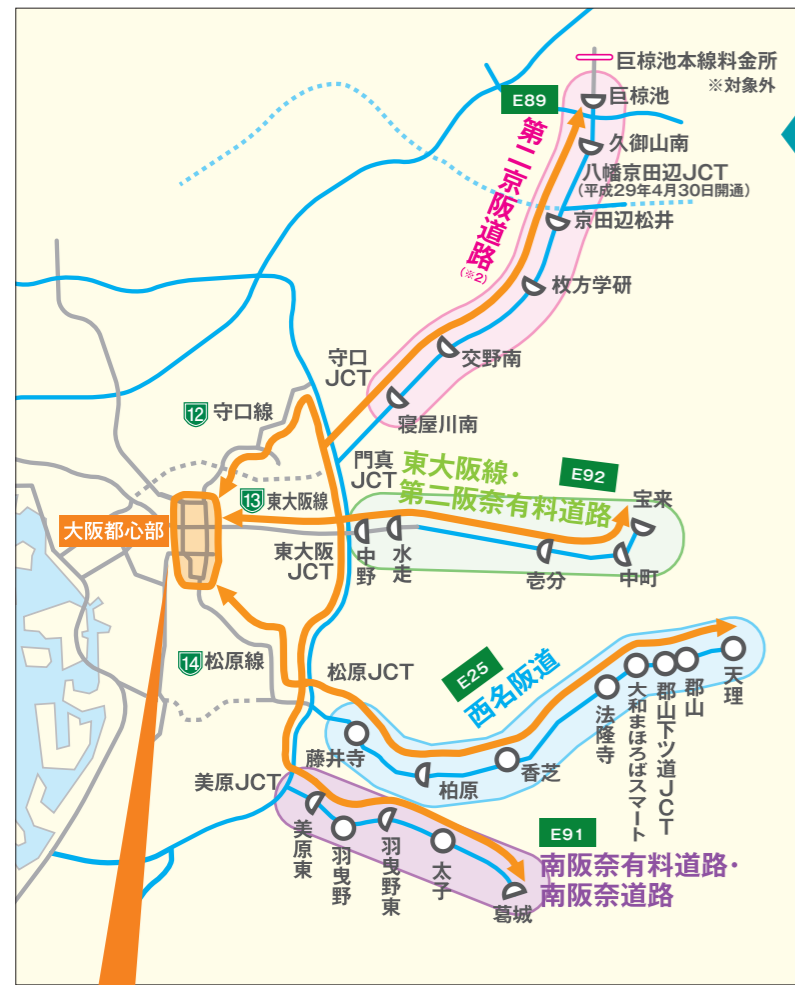 巨椋池本線料金所
※対象外
E89
巨椋池
第二京阪道路
(※2)
久御山南
八幡京田辺JCT
(平成29年4月30日開通)
京田辺松井
枚方学研
交野南
寝屋川南
守口
JCT
12 守口線
門真
JCT
東大阪線・
第二阪奈有料道路
E92
宝来
13 東大阪線
大阪都心部
東大阪
JCT
中野
水走
壱分
中町
14 松原線
松原JCT
E25
西名阪道
天理
郡山
郡山下ツ道JCT
大和まほろばスマート
法隆寺
香芝
柏原
藤井寺
美原JCT
美原東
羽曳野
羽曳野東
太子
葛城
E91
南阪奈有料道路・
南阪奈道路